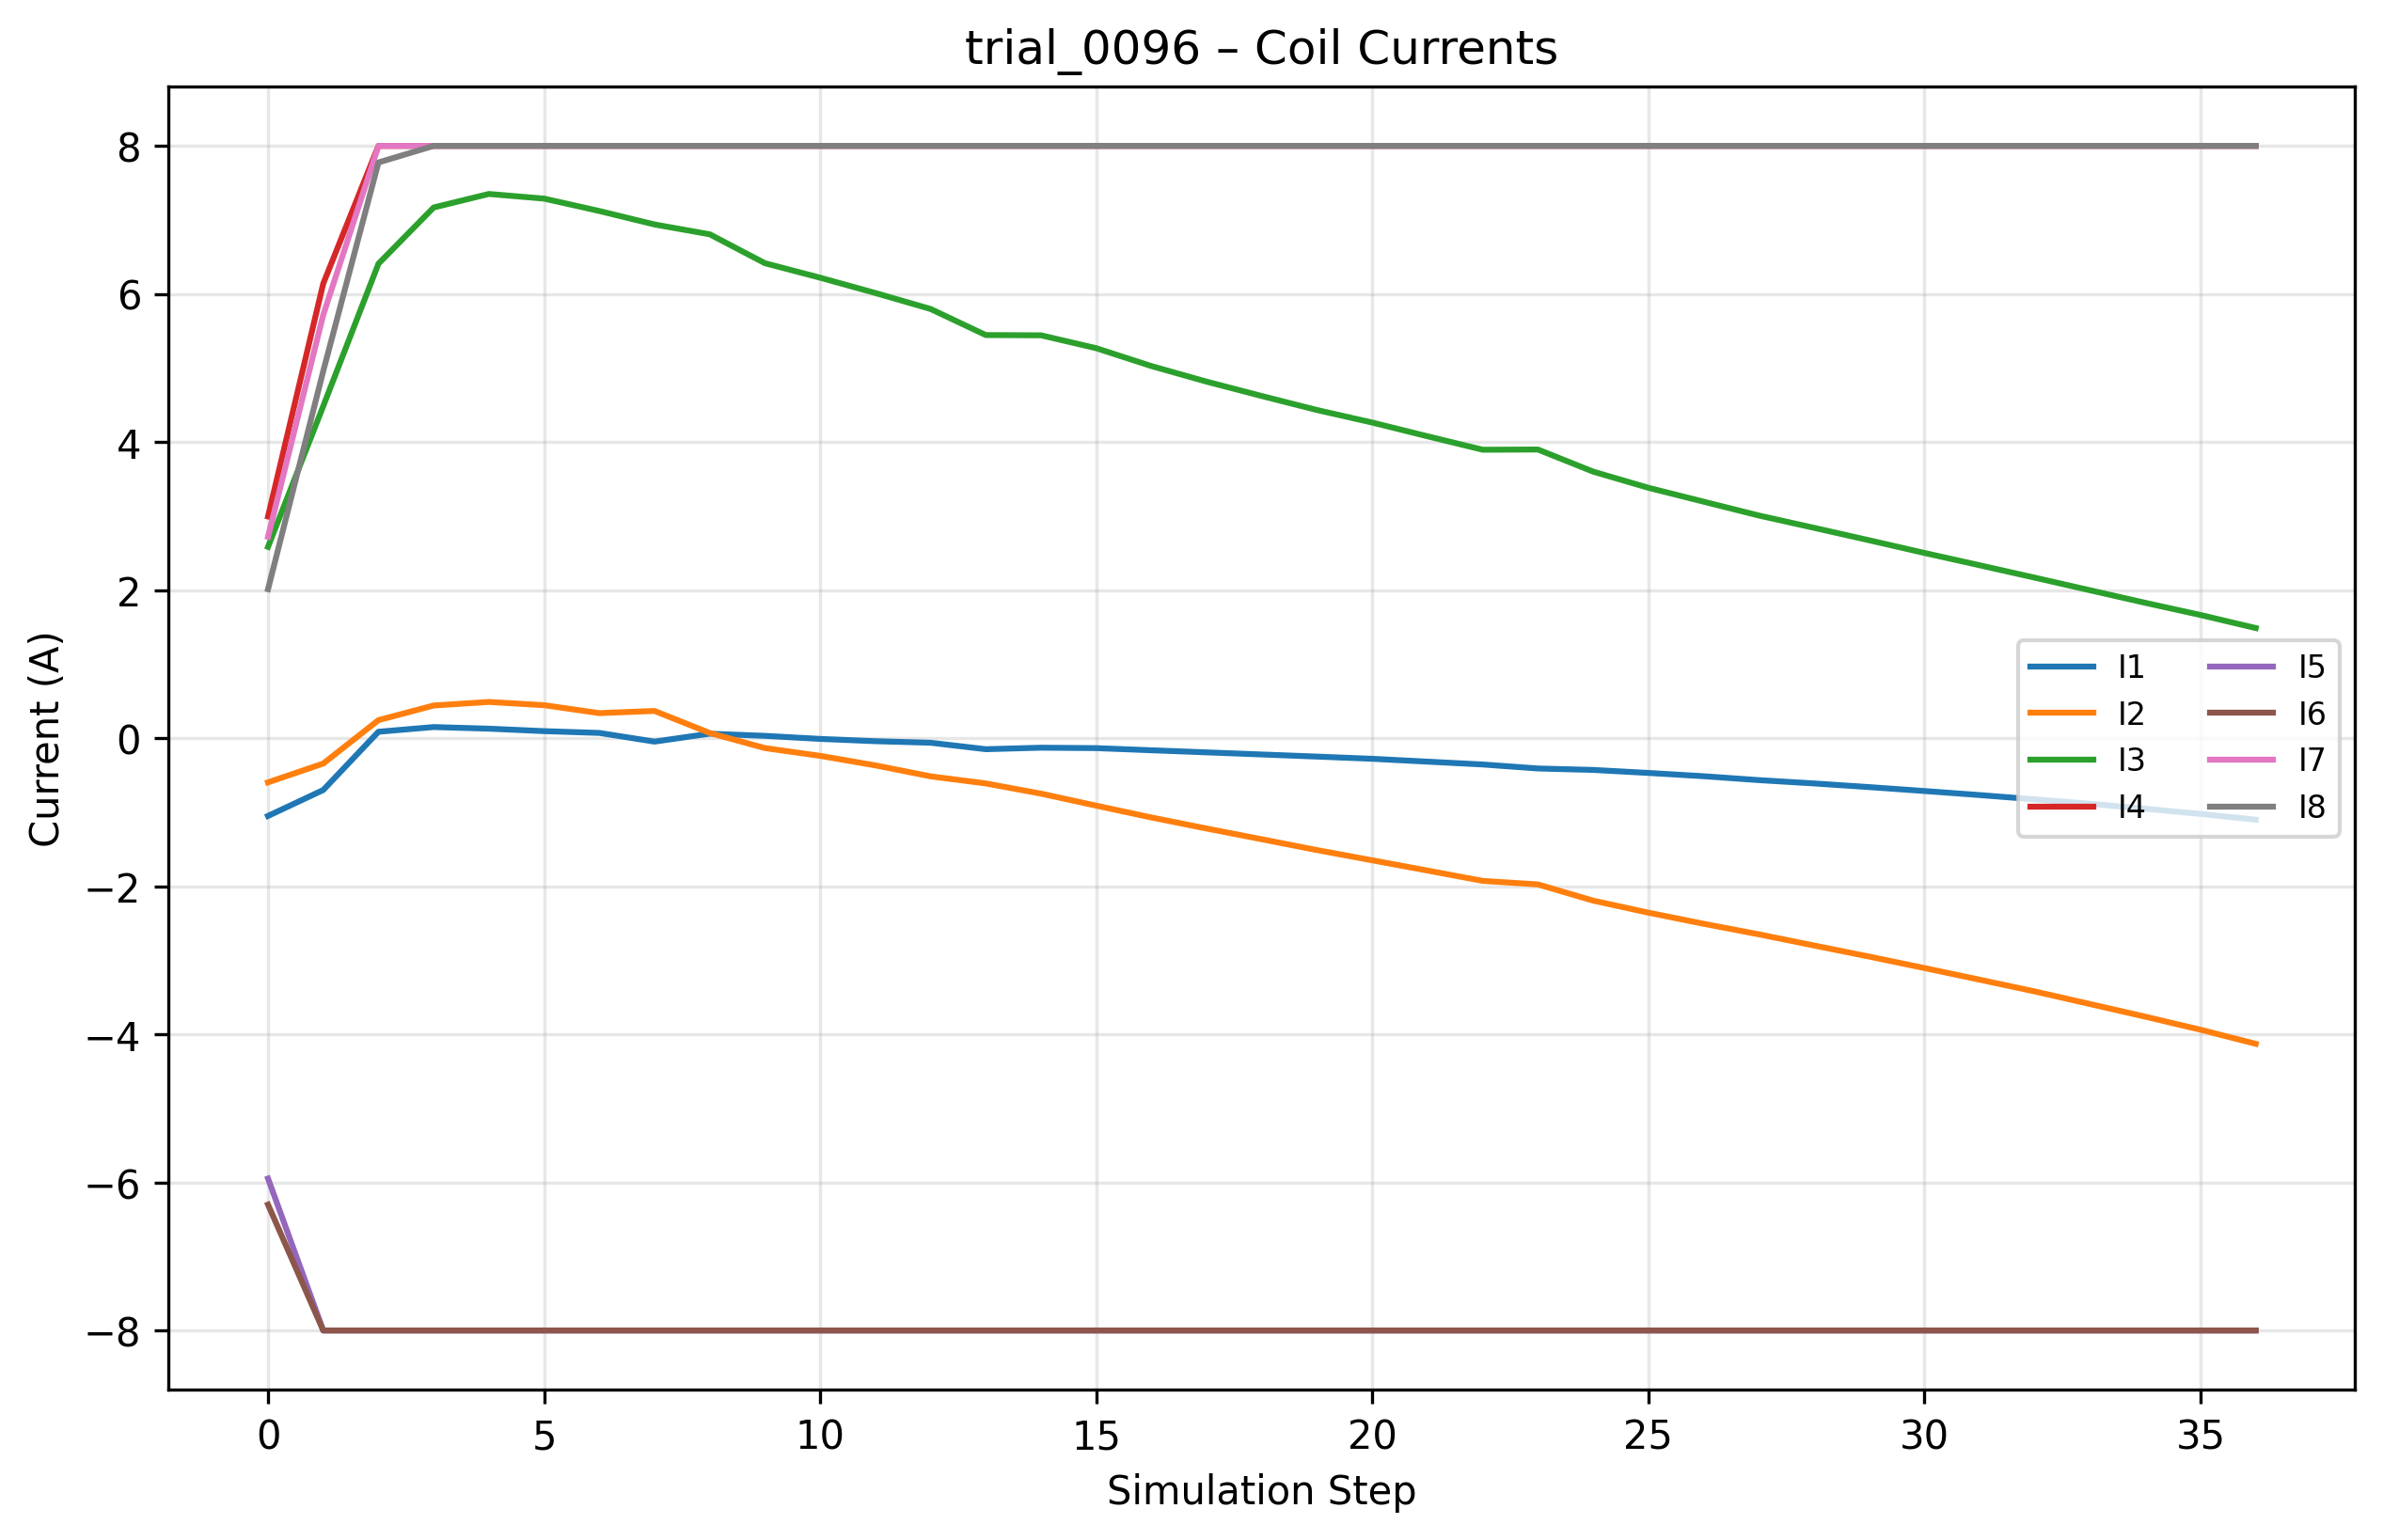 trial_0096 – Coil Currents
Current (A)
8
6
4
2
0
−2
−4
−6
−8
I1 I5
I2 I6
I3 I7
I4 I8
0 5 10 15 20 25 30 35
Simulation Step